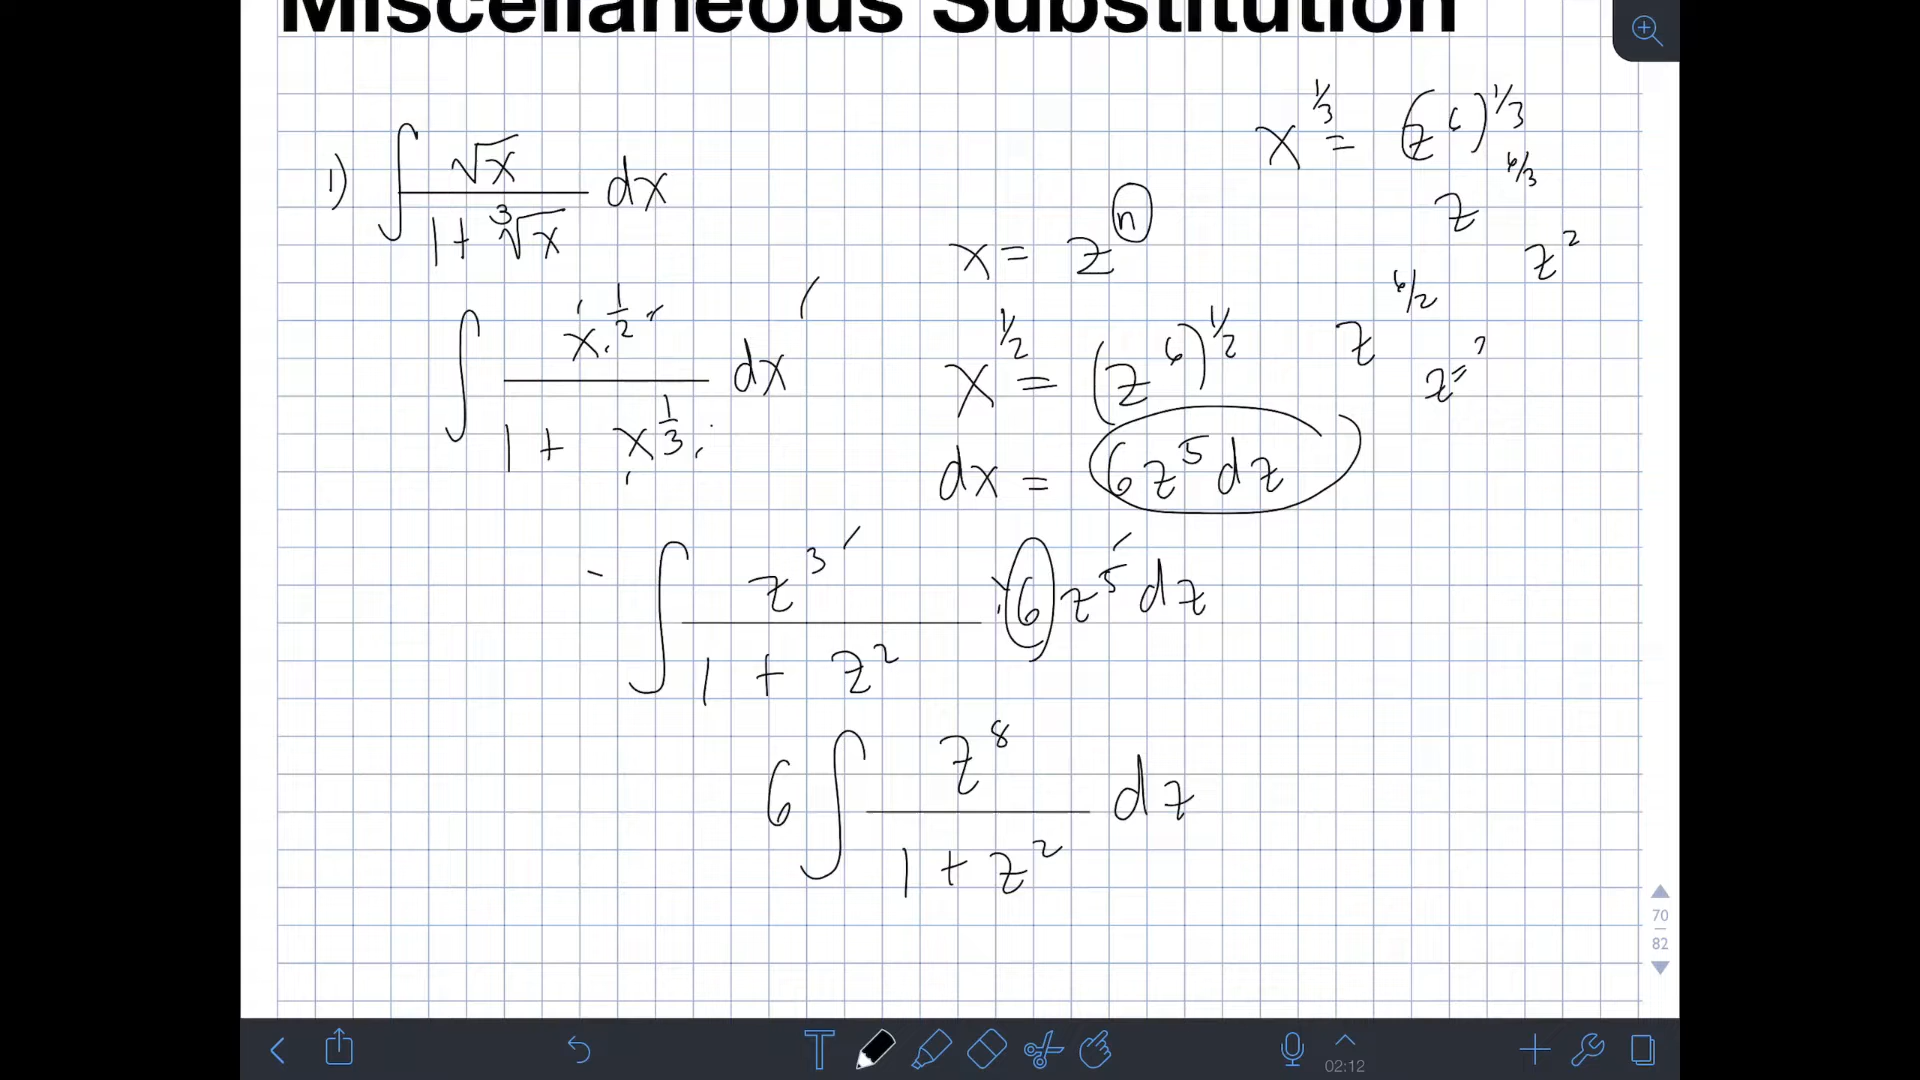 Miscellaneous Substitution
1) ∫ √x / (1 + ∛x) dx
x^(1/3) = (z^6)^(1/3)
z^(6/3)
z^2
x = z^n
∫ x^(1/2) / (1 + x^(1/3)) dx
x^(1/2) = (z^6)^(1/2)
z^(6/2)
dx = 6z^5 dz
∫ z^3 / (1 + z^2) · 6 z^5 dz
6 ∫ z^8 / (1 + z^2) dz
70
82
T
02:12